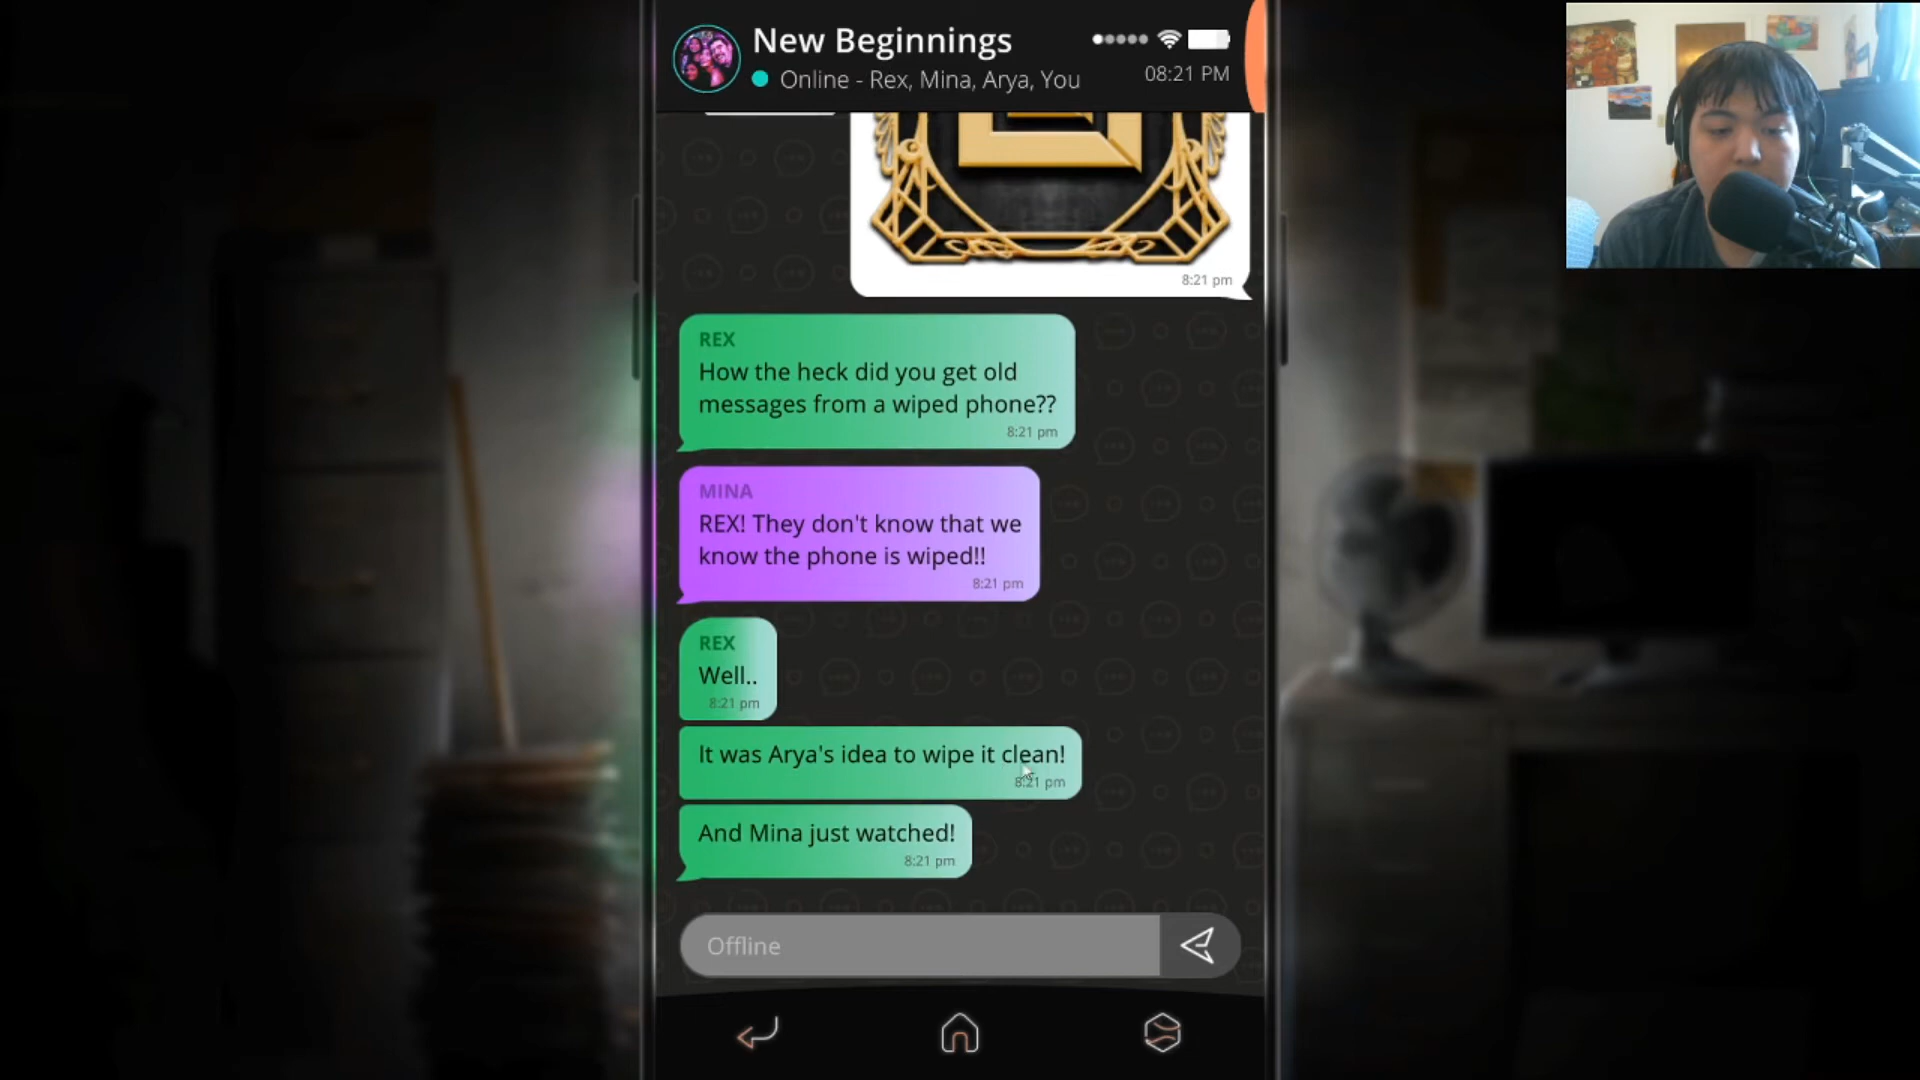 New Beginnings
Online - Rex, Mina, Arya, You
08:21 PM
8:21 pm
REX
How the heck did you get old
messages from a wiped phone??
8:21 pm
MINA
REX! They don't know that we
know the phone is wiped!!
8:21 pm
REX
Well..
8:21 pm
It was Arya's idea to wipe it clean!
8:21 pm
And Mina just watched!
8:21 pm
Offline